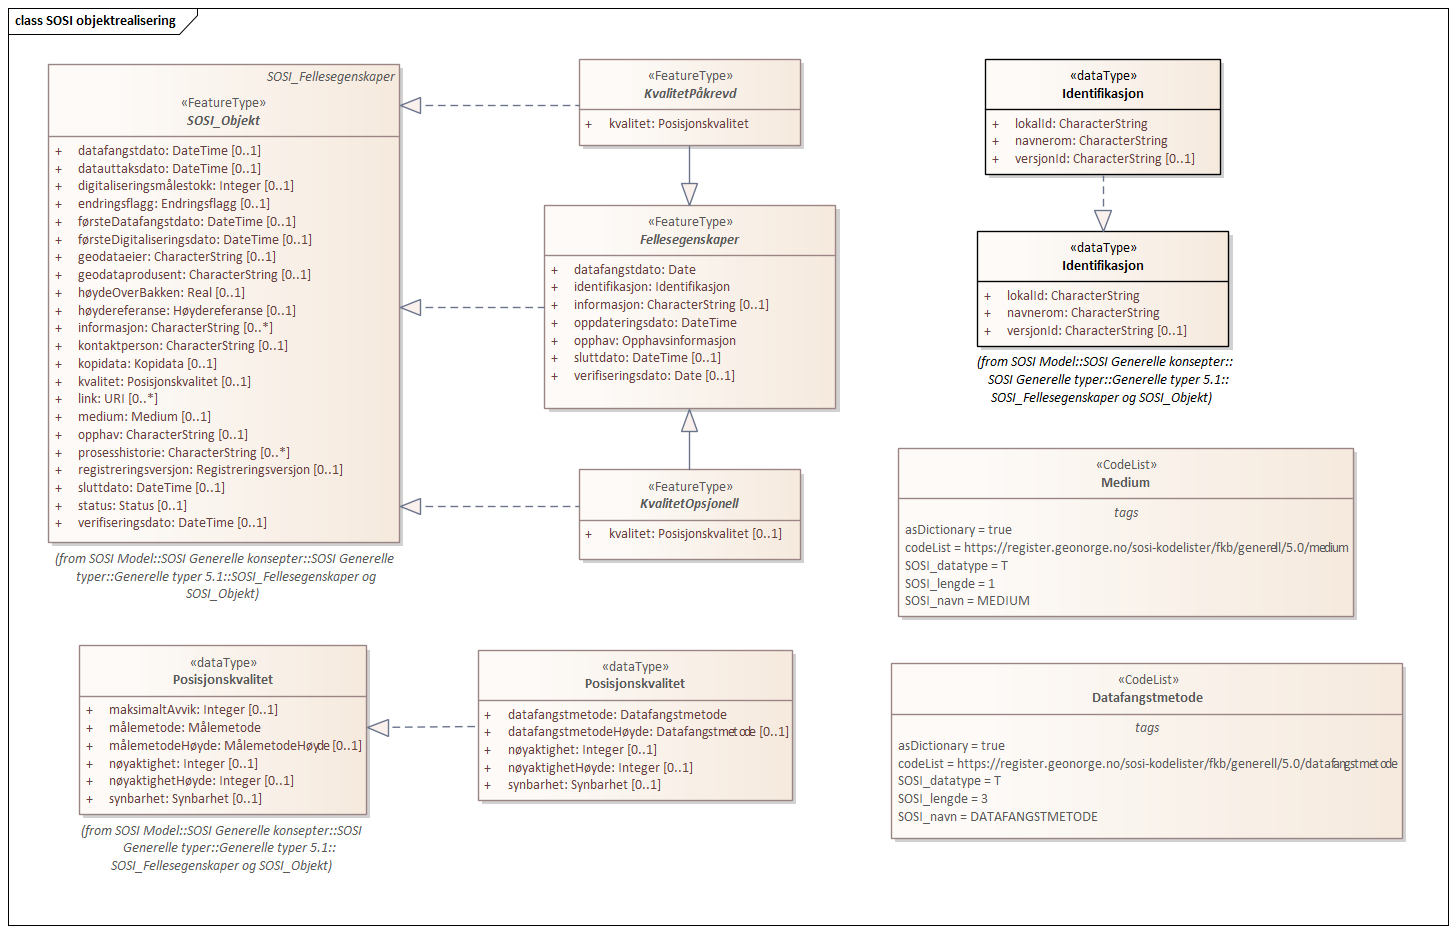 class SOSI objektrealisering
SOSI_Fellesegenskaper
«FeatureType»
SOSI_Objekt
+ datafangstdato: DateTime [0..1]
+ datauttaksdato: DateTime [0..1]
+ digitaliseringsmålestokk: Integer [0..1]
+ endringsflagg: Endringsflagg [0..1]
+ førsteDatafangstdato: DateTime [0..1]
+ førsteDigitaliseringsdato: DateTime [0..1]
+ geodataeier: CharacterString [0..1]
+ geodataprodusent: CharacterString [0..1]
+ høydeOverBakken: Real [0..1]
+ høydereferanse: Høydereferanse [0..1]
+ informasjon: CharacterString [0..*]
+ kontaktperson: CharacterString [0..1]
+ kopidata: Kopidata [0..1]
+ kvalitet: Posisjonskvalitet [0..1]
+ link: URI [0..*]
+ medium: Medium [0..1]
+ opphav: CharacterString [0..1]
+ prosesshistorie: CharacterString [0..*]
+ registreringsversjon: Registreringsversjon [0..1]
+ sluttdato: DateTime [0..1]
+ status: Status [0..1]
+ verifiseringsdato: DateTime [0..1]
(from SOSI Model::SOSI Generelle konsepter::SOSI Generelle
typer::Generelle typer 5.1::SOSI_Fellesegenskaper og
SOSI_Objekt)
«FeatureType»
KvalitetPåkrevd
+ kvalitet: Posisjonskvalitet
«FeatureType»
Fellesegenskaper
+ datafangstdato: Date
+ identifikasjon: Identifikasjon
+ informasjon: CharacterString [0..1]
+ oppdateringsdato: DateTime
+ opphav: Opphavsinformasjon
+ sluttdato: DateTime [0..1]
+ verifiseringsdato: Date [0..1]
«FeatureType»
KvalitetOpsjonell
+ kvalitet: Posisjonskvalitet [0..1]
«dataType»
Identifikasjon
+ lokalId: CharacterString
+ navnerom: CharacterString
+ versjonId: CharacterString [0..1]
«dataType»
Identifikasjon
+ lokalId: CharacterString
+ navnerom: CharacterString
+ versjonId: CharacterString [0..1]
(from SOSI Model::SOSI Generelle konsepter::
SOSI Generelle typer::Generelle typer 5.1::
SOSI_Fellesegenskaper og SOSI_Objekt)
«CodeList»
Medium
tags
asDictionary = true
codeList = https://register.geonorge.no/sosi-kodelister/fkb/generell/5.0/medium
SOSI_datatype = T
SOSI_lengde = 1
SOSI_navn = MEDIUM
«dataType»
Posisjonskvalitet
+ maksimaltAvvik: Integer [0..1]
+ målemetode: Målemetode
+ målemetodeHøyde: MålemetodeHøyde [0..1]
+ nøyaktighet: Integer [0..1]
+ nøyaktighetHøyde: Integer [0..1]
+ synbarhet: Synbarhet [0..1]
(from SOSI Model::SOSI Generelle konsepter::SOSI
Generelle typer::Generelle typer 5.1::
SOSI_Fellesegenskaper og SOSI_Objekt)
«dataType»
Posisjonskvalitet
+ datafangstmetode: Datafangstmetode
+ datafangstmetodeHøyde: Datafangstmetode [0..1]
+ nøyaktighet: Integer [0..1]
+ nøyaktighetHøyde: Integer [0..1]
+ synbarhet: Synbarhet [0..1]
«CodeList»
Datafangstmetode
tags
asDictionary = true
codeList = https://register.geonorge.no/sosi-kodelister/fkb/generell/5.0/datafangstmetode
SOSI_datatype = T
SOSI_lengde = 3
SOSI_navn = DATAFANGSTMETODE